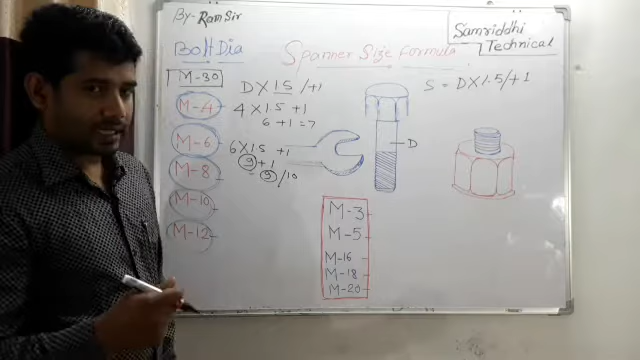 By- Ram Sir
Samriddhi
Technical
Bolt Dia
Spanner Size Formula
M-30
D X 1.5 /+1
S = D X 1.5/+1
M-4
4 X 1.5 +1
6 +1 = 7
M-6
6 X 1.5 +1
9 + 1
- 9 /10
D
M-8
M-10
M-12
M-3
M-5
M-16
M-18
M-20